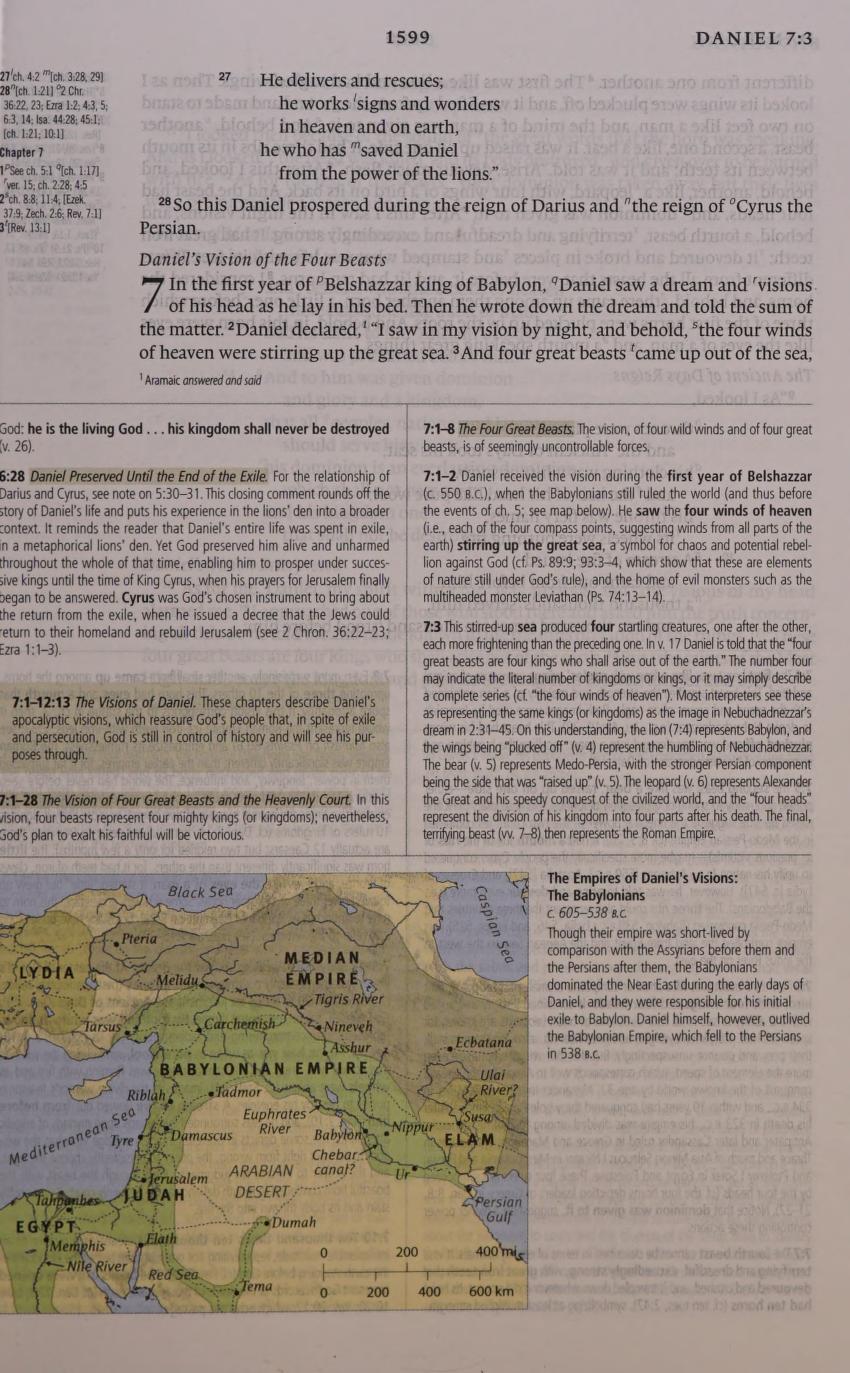 1599
DANIEL 7:3
27 l ch. 4:2 m [ch. 3:28, 29]
28 n [ch. 1:21] o 2 Chr.
36:22, 23; Ezra 1:2; 4:3, 5;
6:3, 14; Isa. 44:28; 45:1;
[ch. 1:21; 10:1]
Chapter 7
1 p See ch. 5:1 q [ch. 1:17]
r ver. 15; ch. 2:28; 4:5
2 s ch. 8:8; 11:4; [Ezek.
37:9; Zech. 2:6; Rev. 7:1]
3 t [Rev. 13:1]
27 He delivers and rescues;
he works l signs and wonders
in heaven and on earth,
he who has m saved Daniel
from the power of the lions.”
28 So this Daniel prospered during the reign of Darius and n the reign of o Cyrus the
Persian.
Daniel’s Vision of the Four Beasts
7 In the first year of p Belshazzar king of Babylon, q Daniel saw a dream and r visions
of his head as he lay in his bed. Then he wrote down the dream and told the sum of
the matter. 2 Daniel declared, 1 “I saw in my vision by night, and behold, s the four winds
of heaven were stirring up the great sea. 3 And four great beasts t came up out of the sea,
1 Aramaic answered and said
God: he is the living God . . . his kingdom shall never be destroyed
(v. 26).
6:28 Daniel Preserved Until the End of the Exile. For the relationship of
Darius and Cyrus, see note on 5:30–31. This closing comment rounds off the
story of Daniel’s life and puts his experience in the lions’ den into a broader
context. It reminds the reader that Daniel’s entire life was spent in exile,
in a metaphorical lions’ den. Yet God preserved him alive and unharmed
throughout the whole of that time, enabling him to prosper under succes-
sive kings until the time of King Cyrus, when his prayers for Jerusalem finally
began to be answered. Cyrus was God’s chosen instrument to bring about
the return from the exile, when he issued a decree that the Jews could
return to their homeland and rebuild Jerusalem (see 2 Chron. 36:22–23;
Ezra 1:1–3).
7:1–12:13 The Visions of Daniel. These chapters describe Daniel’s
apocalyptic visions, which reassure God’s people that, in spite of exile
and persecution, God is still in control of history and will see his pur-
poses through.
7:1–28 The Vision of Four Great Beasts and the Heavenly Court. In this
vision, four beasts represent four mighty kings (or kingdoms); nevertheless,
God’s plan to exalt his faithful will be victorious.
7:1–8 The Four Great Beasts. The vision, of four wild winds and of four great
beasts, is of seemingly uncontrollable forces.
7:1–2 Daniel received the vision during the first year of Belshazzar
(c. 550 B.C.), when the Babylonians still ruled the world (and thus before
the events of ch. 5; see map below). He saw the four winds of heaven
(i.e., each of the four compass points, suggesting winds from all parts of the
earth) stirring up the great sea, a symbol for chaos and potential rebel-
lion against God (cf. Ps. 89:9; 93:3–4, which show that these are elements
of nature still under God’s rule), and the home of evil monsters such as the
multiheaded monster Leviathan (Ps. 74:13–14).
7:3 This stirred-up sea produced four startling creatures, one after the other,
each more frightening than the preceding one. In v. 17 Daniel is told that the “four
great beasts are four kings who shall arise out of the earth.” The number four
may indicate the literal number of kingdoms or kings, or it may simply describe
a complete series (cf. “the four winds of heaven”). Most interpreters see these
as representing the same kings (or kingdoms) as the image in Nebuchadnezzar’s
dream in 2:31–45. On this understanding, the lion (7:4) represents Babylon, and
the wings being “plucked off” (v. 4) represent the humbling of Nebuchadnezzar.
The bear (v. 5) represents Medo-Persia, with the stronger Persian component
being the side that was “raised up” (v. 5). The leopard (v. 6) represents Alexander
the Great and his speedy conquest of the civilized world, and the “four heads”
represent the division of his kingdom into four parts after his death. The final,
terrifying beast (vv. 7–8) then represents the Roman Empire.
Black Sea
Caspian Sea
Pteria
LYDIA
MEDIAN
EMPIRE
Melidu
Tigris River
Tarsus
Carchemish
Nineveh
Asshur
Ecbatana
BABYLONIAN EMPIRE
Ulai
River?
Riblah
Tadmor
Euphrates
River
Susa
Mediterranean Sea
Tyre
Damascus
Babylon
Nippur
ELAM
Chebar
canal?
Ur
Jerusalem
ARABIAN
DESERT
JUDAH
Tahpanhes
Persian
Gulf
EGYPT
Dumah
Memphis
Elath
Nile River
Red Sea
Tema
0 200 400 mi
0 200 400 600 km
The Empires of Daniel’s Visions:
The Babylonians
c. 605–538 B.C.
Though their empire was short-lived by
comparison with the Assyrians before them and
the Persians after them, the Babylonians
dominated the Near East during the early days of
Daniel, and they were responsible for his initial
exile to Babylon. Daniel himself, however, outlived
the Babylonian Empire, which fell to the Persians
in 538 B.C.